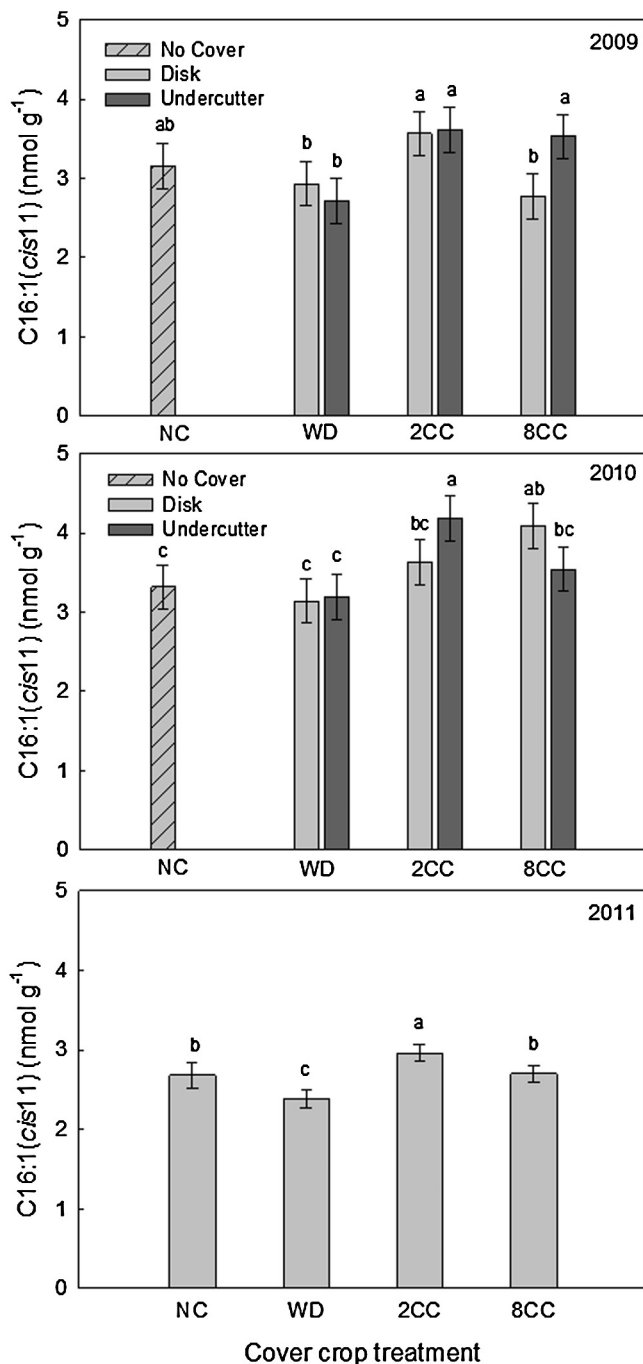 C16:1(cis11) (nmol g-1)
5
4
3
2
1
0
2009
No Cover
Disk
Undercutter
ab
b
b
a
a
b
a
NC
WD
2CC
8CC
C16:1(cis11) (nmol g-1)
5
4
3
2
1
0
2010
No Cover
Disk
Undercutter
c
c
c
bc
a
ab
bc
NC
WD
2CC
8CC
C16:1(cis11) (nmol g-1)
5
4
3
2
1
0
2011
b
c
a
b
NC
WD
2CC
8CC
Cover crop treatment